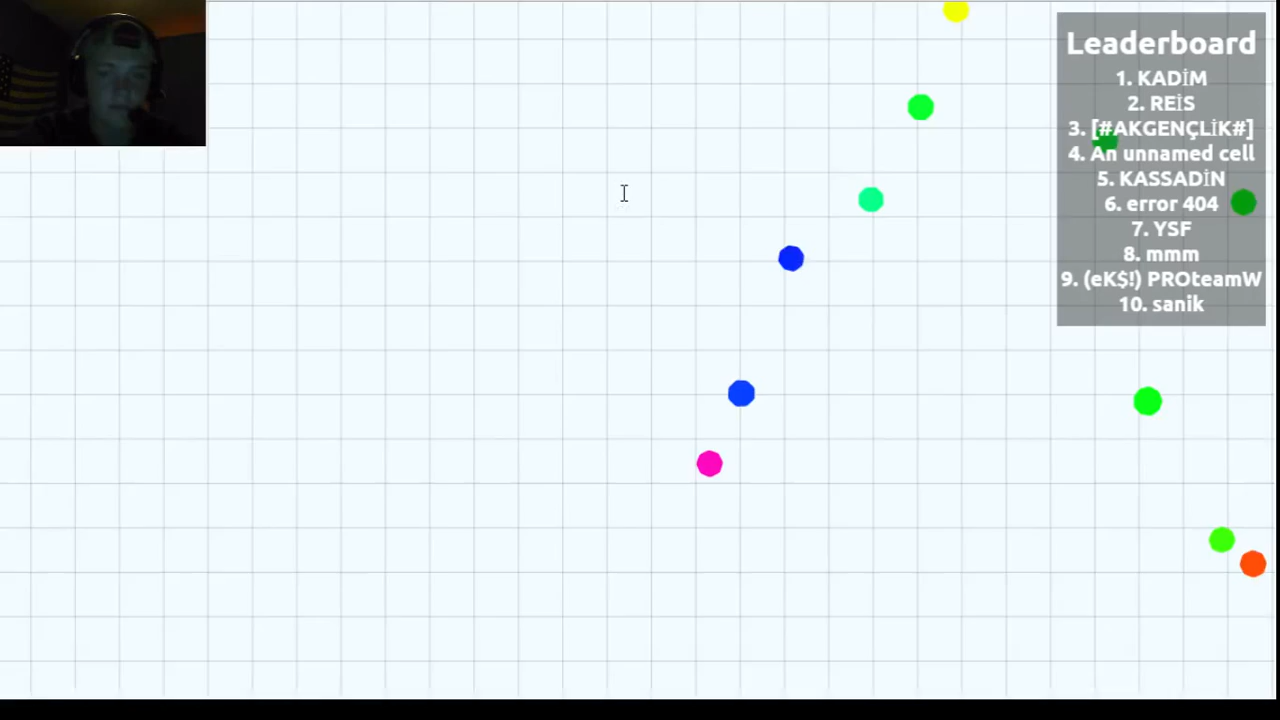 Leaderboard
1. KADİM
2. REİS
3. [#AKGENÇLİK#]
4. An unnamed cell
5. KASSADİN
6. error 404
7. YSF
8. mmm
9. (eK$!) PROteamW
10. sanik